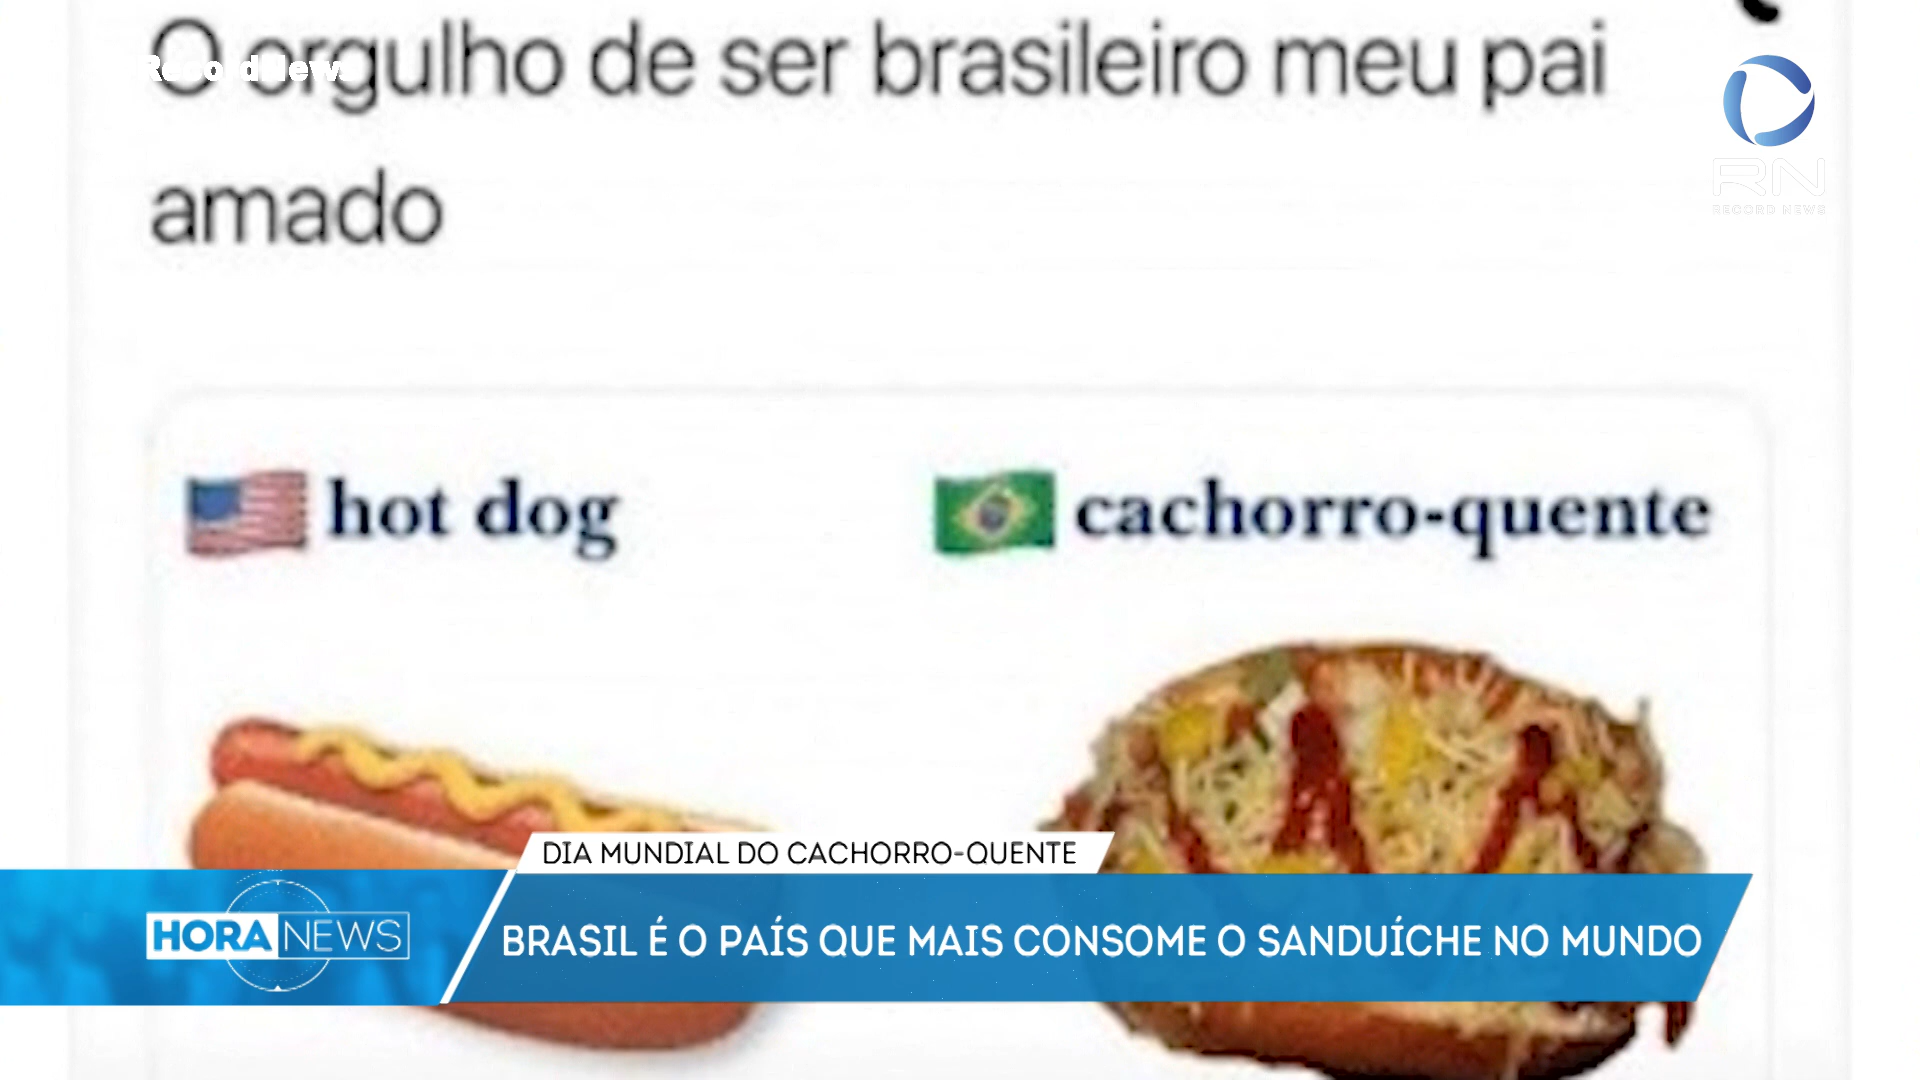 O orgulho de ser brasileiro meu pai
RecordNews
amado
RN
RECORD NEWS
hot dog
cachorro-quente
DIA MUNDIAL DO CACHORRO-QUENTE
HORA NEWS
BRASIL É O PAÍS QUE MAIS CONSOME O SANDUÍCHE NO MUNDO